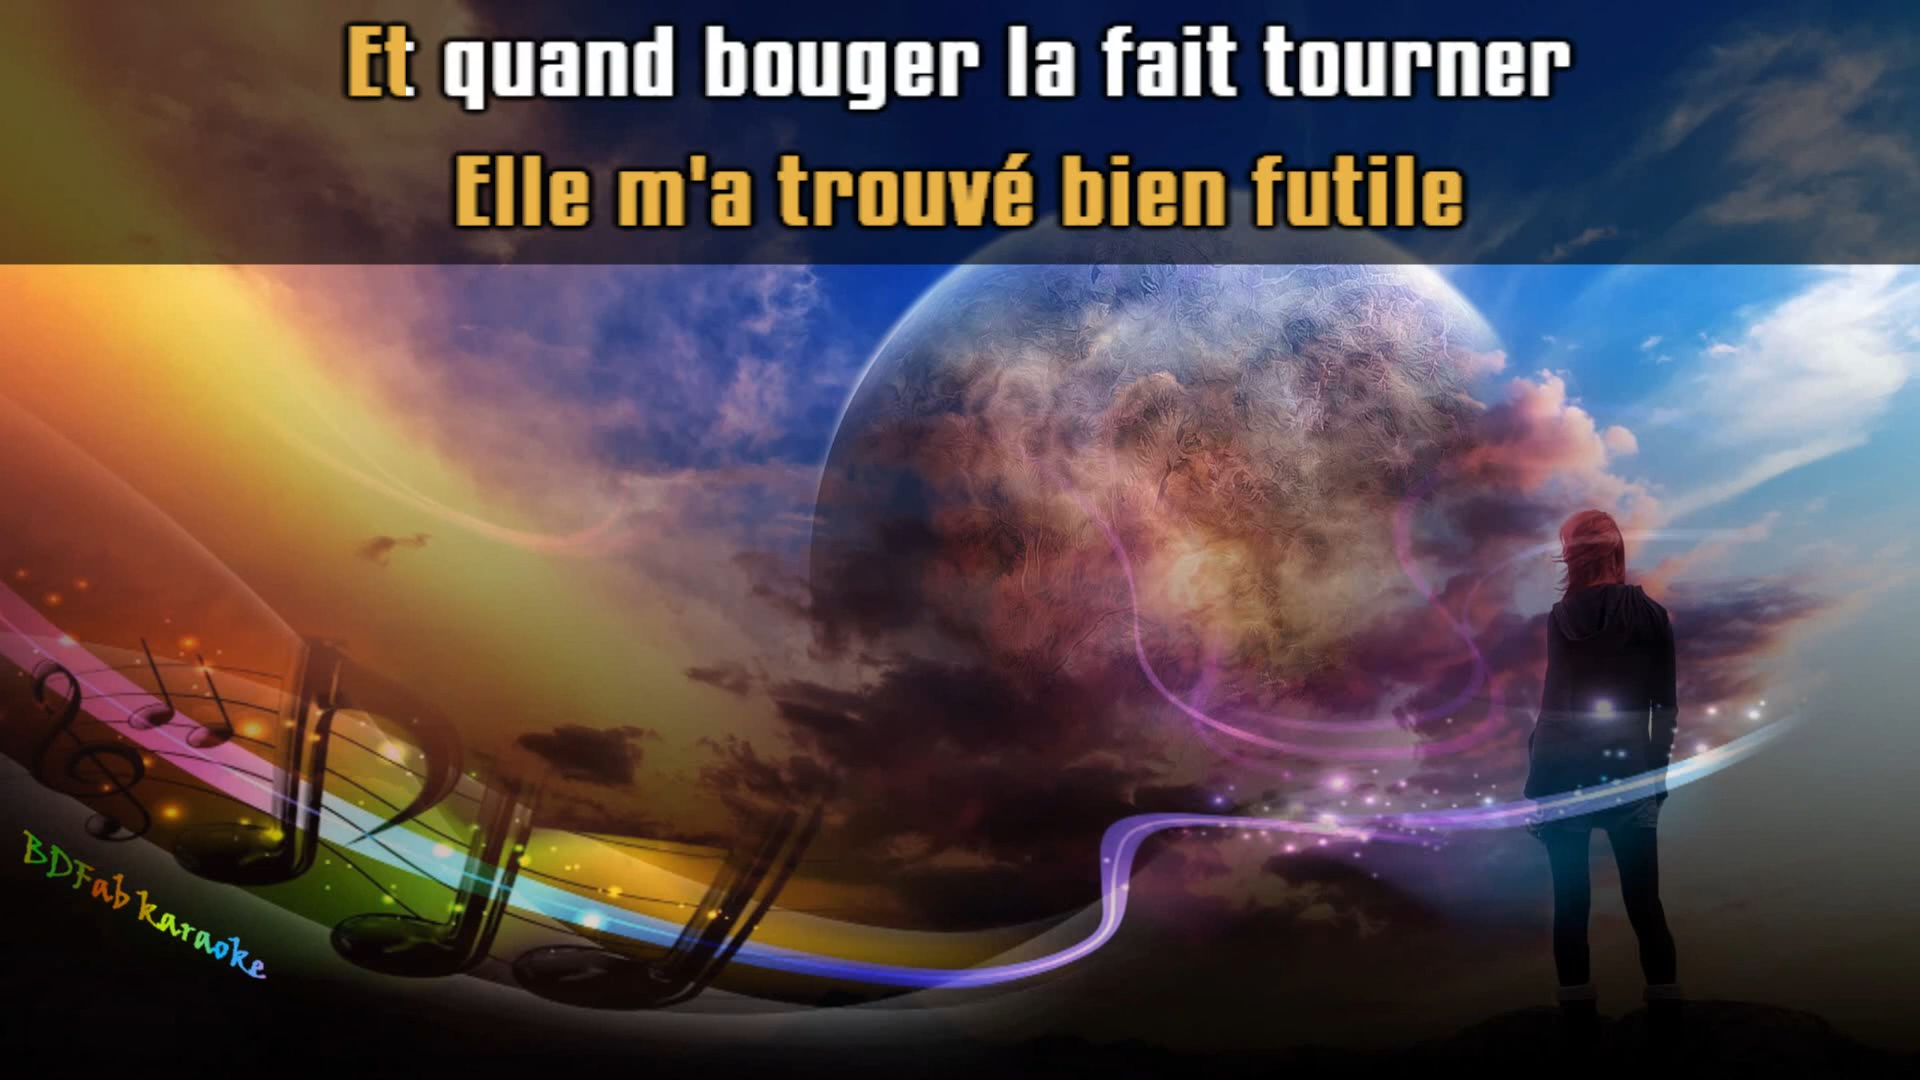 Et quand bouger la fait tourner
Elle m'a trouvé bien futile
BDFab karaoke